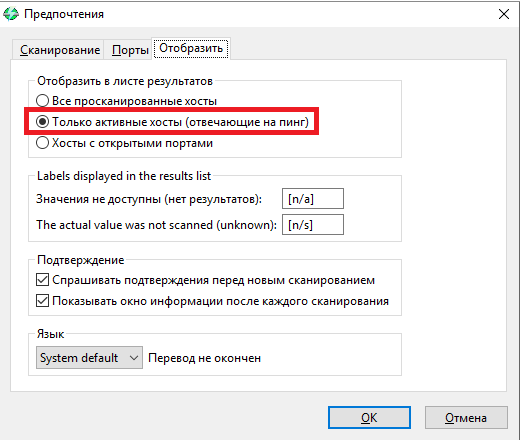 Предпочтения
Сканирование Порты Отобразить
Отобразить в листе результатов
Все просканированные хосты
Только активные хосты (отвечающие на пинг)
Хосты с открытыми портами
Labels displayed in the results list
Значения не доступны (нет результатов): [n/a]
The actual value was not scanned (unknown): [n/s]
Подтверждение
Спрашивать подтверждения перед новым сканированием
Показывать окно информации после каждого сканирования
Язык
System default Перевод не окончен
OK Отмена